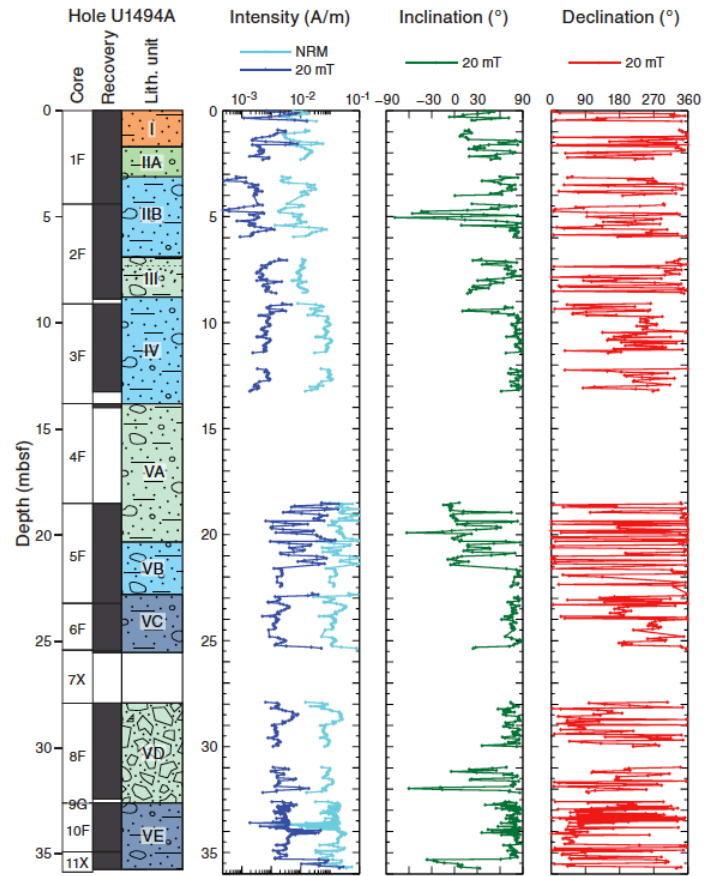 Hole U1494A
Intensity (A/m)
Inclination (°)
Declination (°)
Core
Recovery
Lith. unit
NRM
20 mT
20 mT
20 mT
10-3
10-2
10-1
−90
−30
0
30
90
0
90
180
270
360
Depth (mbsf)
0
5
10
15
20
25
30
35
1F
2F
3F
4F
5F
6F
7X
8F
9G
10F
11X
I
IIA
IIB
III
IV
VA
VB
VC
VD
VE
0
5
10
15
20
25
30
35